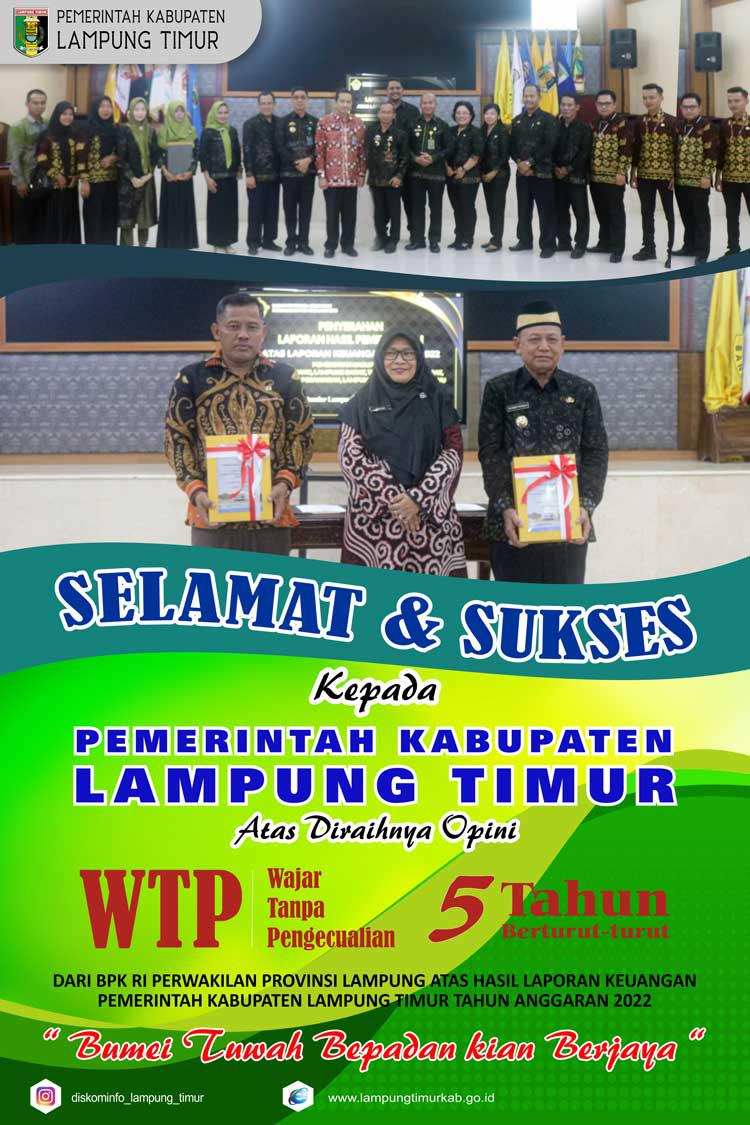 PEMERINTAH KABUPATEN
LAMPUNG TIMUR
PENYERAHAN
LAPORAN HASIL
ATAS LAPORAN KEUANGAN
2022
SELAMAT & SUKSES
Kepada
PEMERINTAH KABUPATEN
LAMPUNG TIMUR
Atas Diraihnya Opini
WTP
Wajar
Tanpa
Pengecualian
5 Tahun
Berturut-turut
DARI BPK RI PERWAKILAN PROVINSI LAMPUNG ATAS HASIL LAPORAN KEUANGAN
PEMERINTAH KABUPATEN LAMPUNG TIMUR TAHUN ANGGARAN 2022
“ Bumei Tuwah Bepadan kian Berjaya “
diskominfo_lampung_timur
www.lampungtimurkab.go.id